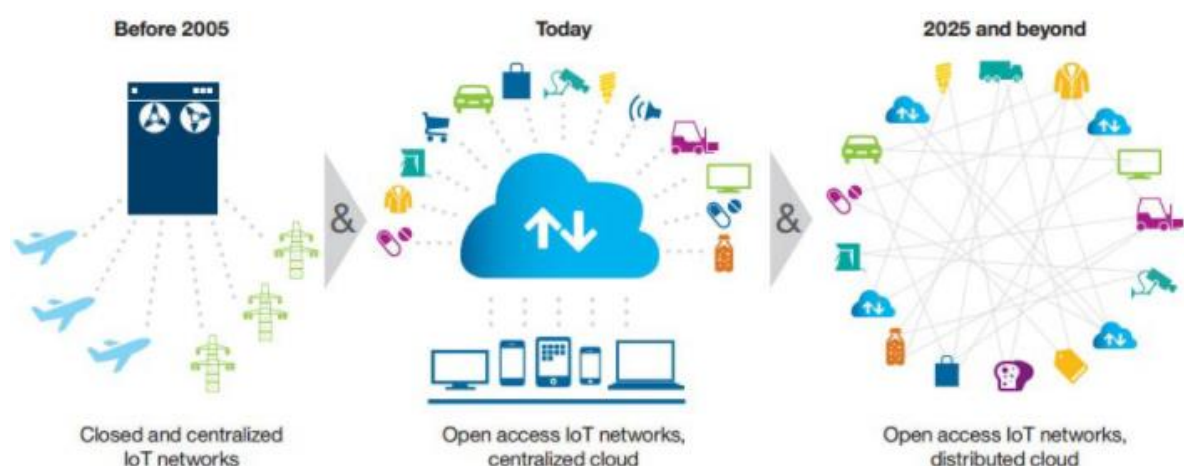 Before 2005
Today
2025 and beyond
&
&
Closed and centralized
IoT networks
Open access IoT networks,
centralized cloud
Open access IoT networks,
distributed cloud